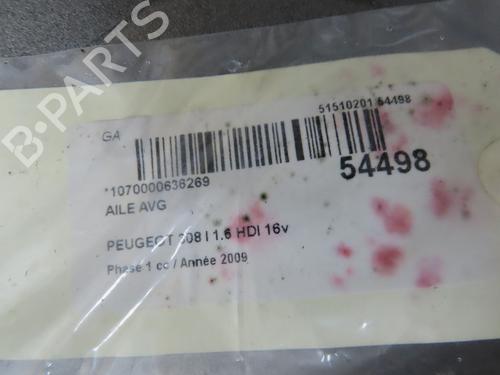 B-PARTS
GA
51510201 54498
54498
*1070000636269
AILE AVG
PEUGEOT 308 I 1.6 HDI 16v
Phase 1 cc / Année 2009